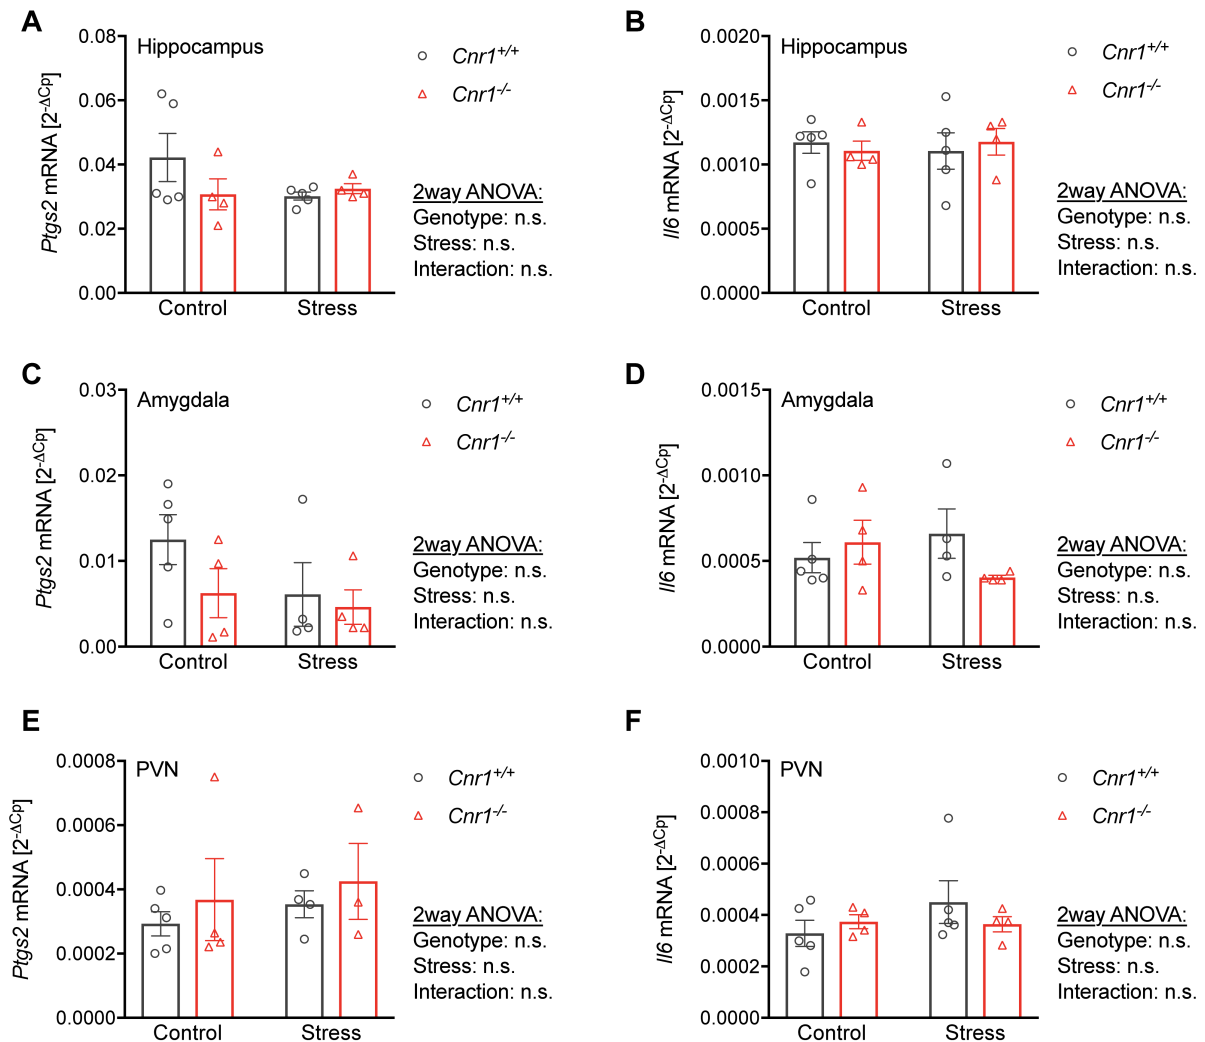 A
Hippocampus
Ptgs2 mRNA [2-ΔCp]
0.08
0.06
0.04
0.02
0.00
Control
Stress
Cnr1+/+
Cnr1-/-
2way ANOVA:
Genotype: n.s.
Stress: n.s.
Interaction: n.s.
B
Hippocampus
Il6 mRNA [2-ΔCp]
0.0020
0.0015
0.0010
0.0005
0.0000
Control
Stress
Cnr1+/+
Cnr1-/-
2way ANOVA:
Genotype: n.s.
Stress: n.s.
Interaction: n.s.
C
Amygdala
Ptgs2 mRNA [2-ΔCp]
0.03
0.02
0.01
0.00
Control
Stress
Cnr1+/+
Cnr1-/-
2way ANOVA:
Genotype: n.s.
Stress: n.s.
Interaction: n.s.
D
Amygdala
Il6 mRNA [2-ΔCp]
0.0015
0.0010
0.0005
0.0000
Control
Stress
Cnr1+/+
Cnr1-/-
2way ANOVA:
Genotype: n.s.
Stress: n.s.
Interaction: n.s.
E
PVN
Ptgs2 mRNA [2-ΔCp]
0.0008
0.0006
0.0004
0.0002
0.0000
Control
Stress
Cnr1+/+
Cnr1-/-
2way ANOVA:
Genotype: n.s.
Stress: n.s.
Interaction: n.s.
F
PVN
Il6 mRNA [2-ΔCp]
0.0010
0.0008
0.0006
0.0004
0.0002
0.0000
Control
Stress
Cnr1+/+
Cnr1-/-
2way ANOVA:
Genotype: n.s.
Stress: n.s.
Interaction: n.s.